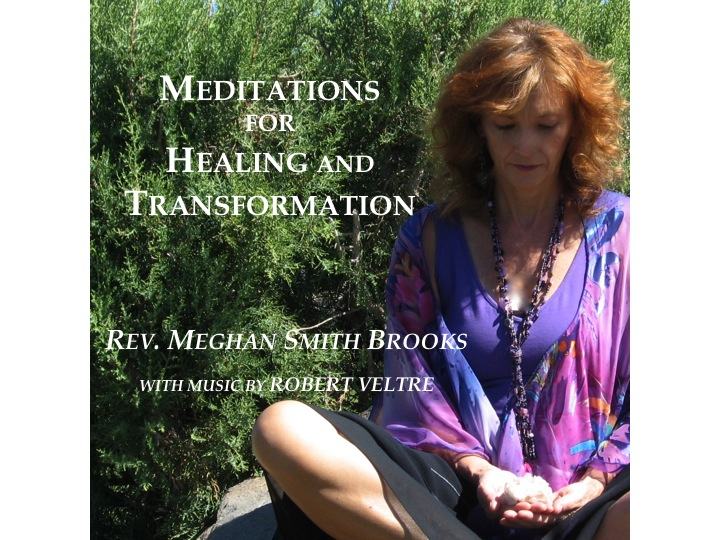 Meditations
for
Healing and
Transformation
Rev. Meghan Smith Brooks
with music by Robert Veltre